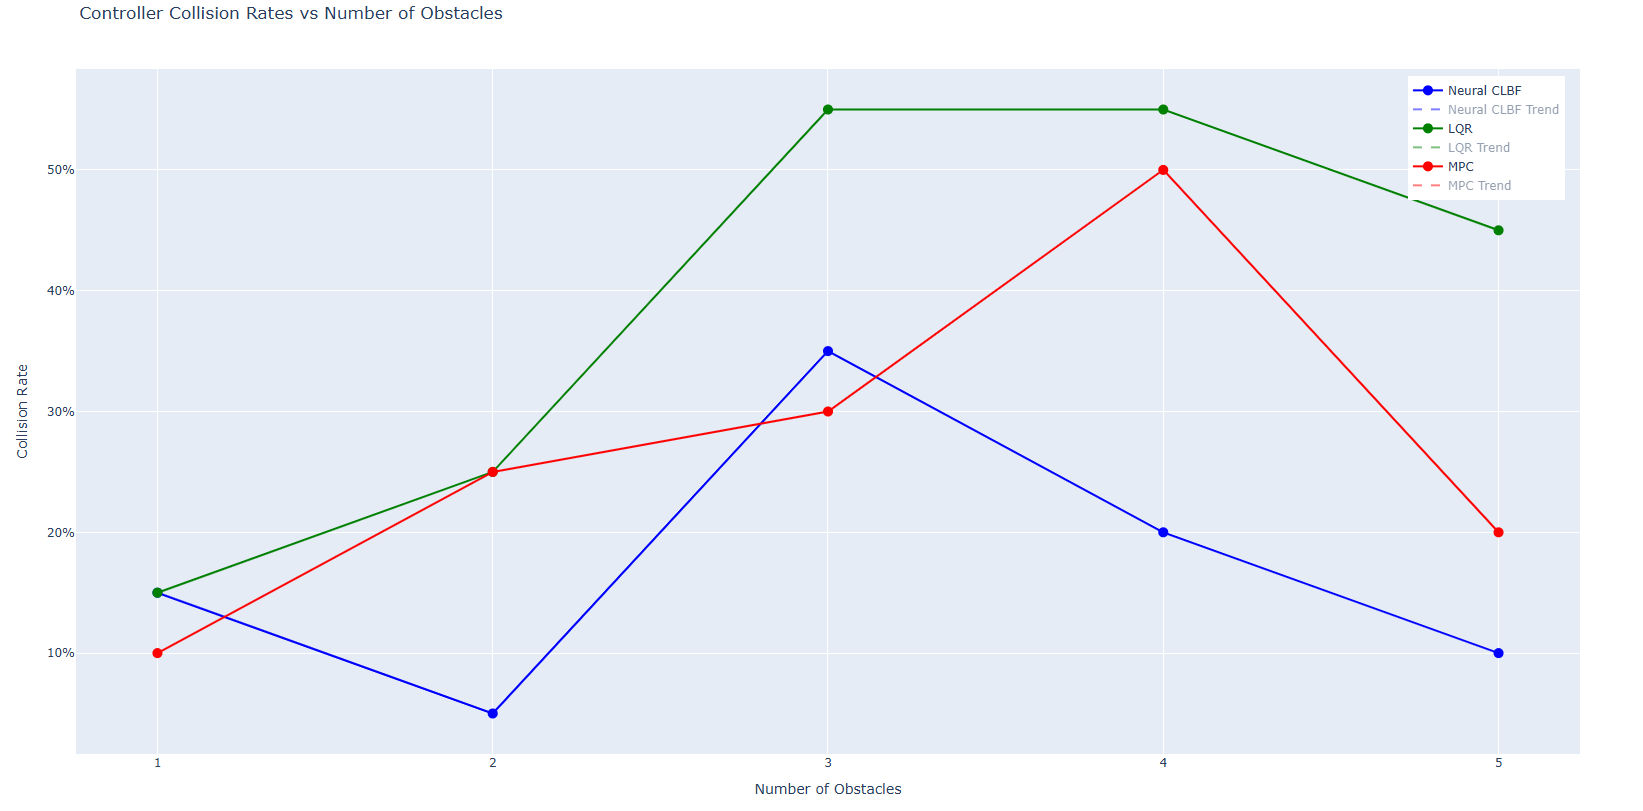 Controller Collision Rates vs Number of Obstacles
Neural CLBF
Neural CLBF Trend
LQR
LQR Trend
MPC
MPC Trend
50%
40%
30%
20%
10%
Collision Rate
1
2
3
4
5
Number of Obstacles